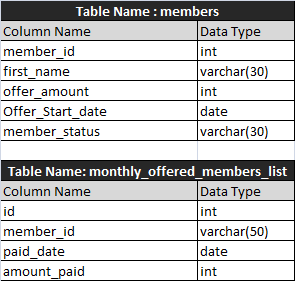 Table Name : members
Column Name Data Type
member_id int
first_name varchar(30)
offer_amount int
Offer_Start_date date
member_status varchar(30)
Table Name: monthly_offered_members_list
Column Name Data Type
id int
member_id varchar(50)
paid_date date
amount_paid int